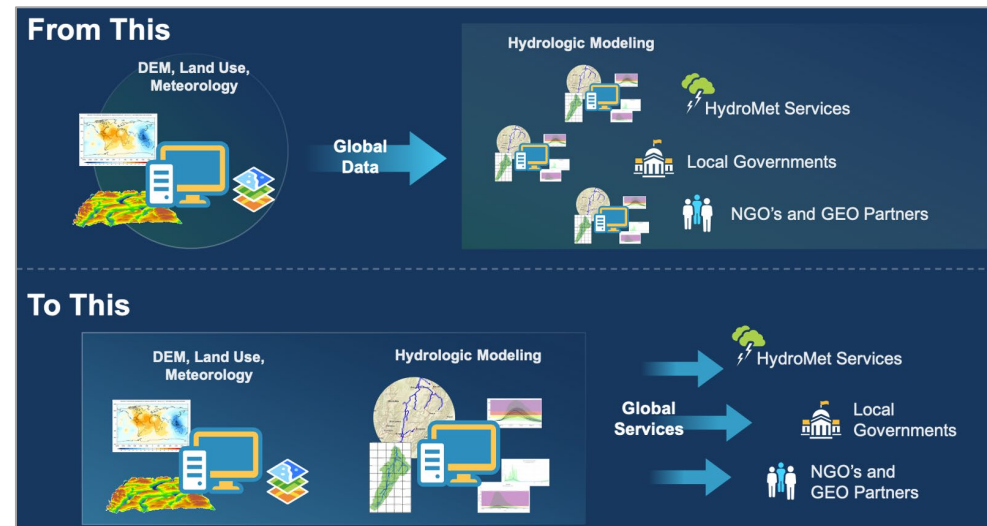 From This
DEM, Land Use,
Meteorology
Global
Data
Hydrologic Modeling
HydroMet Services
Local Governments
NGO's and GEO Partners
To This
DEM, Land Use,
Meteorology
Hydrologic Modeling
Global
Services
HydroMet Services
Local
Governments
NGO's and
GEO Partners